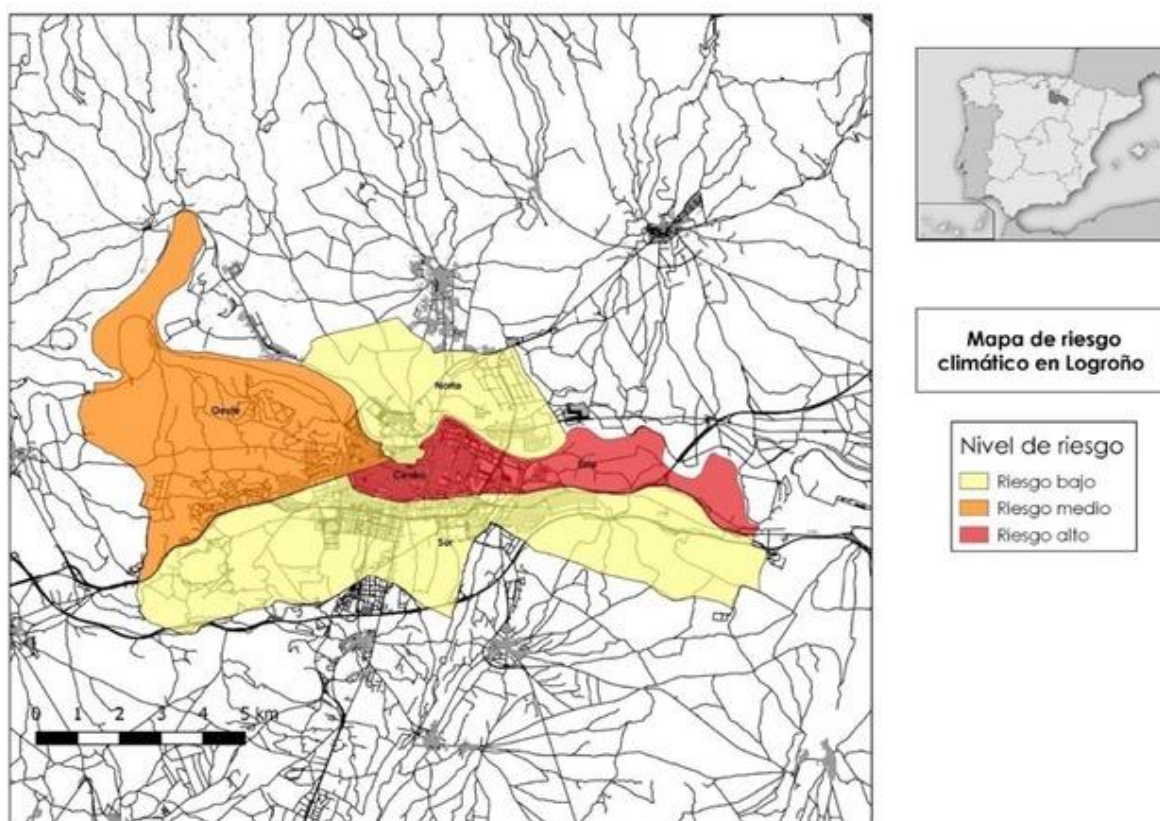 Norte
Oeste
Centro
Este
Sur
0 1 2 3 4 5 km
Mapa de riesgo
climático en Logroño
Nivel de riesgo
Riesgo bajo
Riesgo medio
Riesgo alto